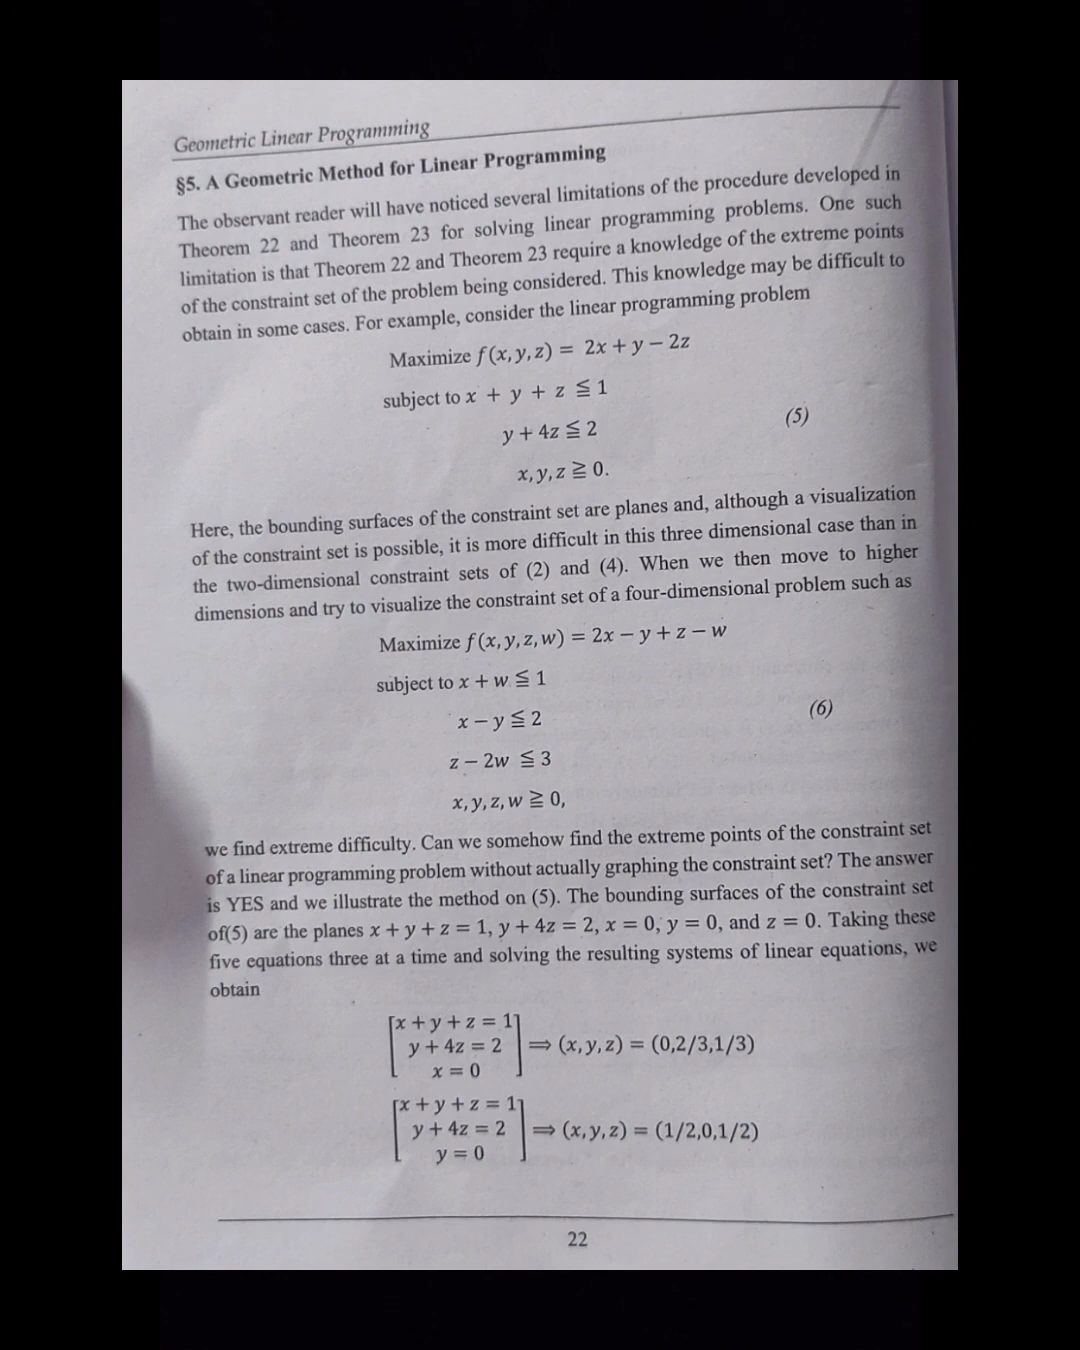 Geometric Linear Programming
§5. A Geometric Method for Linear Programming
The observant reader will have noticed several limitations of the procedure developed in
Theorem 22 and Theorem 23 for solving linear programming problems. One such
limitation is that Theorem 22 and Theorem 23 require a knowledge of the extreme points
of the constraint set of the problem being considered. This knowledge may be difficult to
obtain in some cases. For example, consider the linear programming problem
Maximize f(x, y, z) = 2x + y − 2z
subject to x + y + z ≦ 1
y + 4z ≦ 2
(5)
x, y, z ≧ 0.
Here, the bounding surfaces of the constraint set are planes and, although a visualization
of the constraint set is possible, it is more difficult in this three dimensional case than in
the two-dimensional constraint sets of (2) and (4). When we then move to higher
dimensions and try to visualize the constraint set of a four-dimensional problem such as
Maximize f(x, y, z, w) = 2x − y + z − w
subject to x + w ≦ 1
x − y ≦ 2
(6)
z − 2w ≦ 3
x, y, z, w ≧ 0,
we find extreme difficulty. Can we somehow find the extreme points of the constraint set
of a linear programming problem without actually graphing the constraint set? The answer
is YES and we illustrate the method on (5). The bounding surfaces of the constraint set
of(5) are the planes x + y + z = 1, y + 4z = 2, x = 0, y = 0, and z = 0. Taking these
five equations three at a time and solving the resulting systems of linear equations, we
obtain
[x + y + z = 1]
y + 4z = 2 ⟹ (x, y, z) = (0,2/3,1/3)
x = 0
[x + y + z = 1]
y + 4z = 2 ⟹ (x, y, z) = (1/2,0,1/2)
y = 0
22